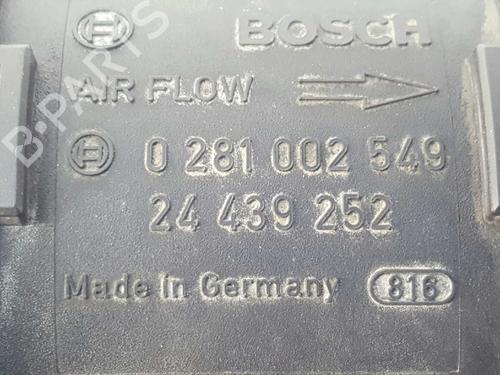 BOSCH
AIR FLOW
0 281 002 549
24 439 252
Made in Germany 816
B-PARTS